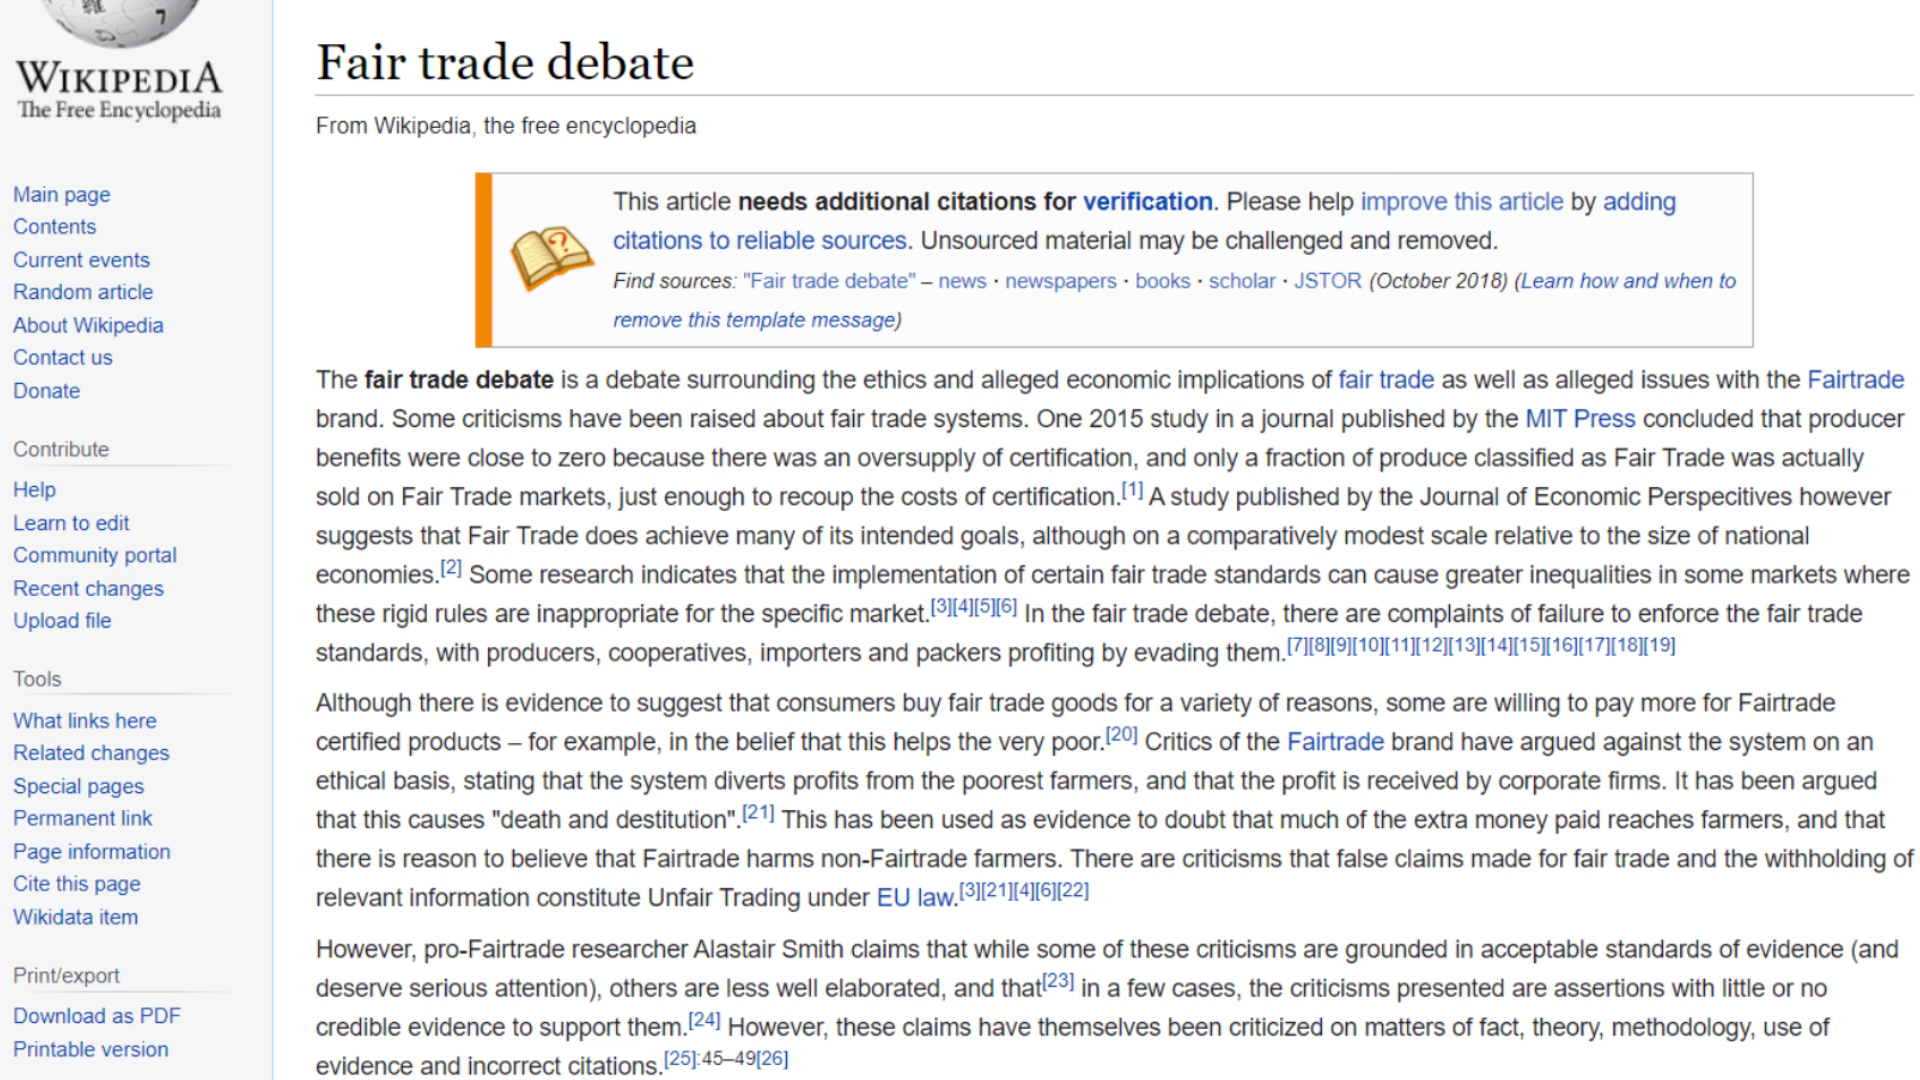 WIKIPEDIA
The Free Encyclopedia
Main page
Contents
Current events
Random article
About Wikipedia
Contact us
Donate
Contribute
Help
Learn to edit
Community portal
Recent changes
Upload file
Tools
What links here
Related changes
Special pages
Permanent link
Page information
Cite this page
Wikidata item
Print/export
Download as PDF
Printable version
Fair trade debate
From Wikipedia, the free encyclopedia
This article needs additional citations for verification. Please help improve this article by adding
citations to reliable sources. Unsourced material may be challenged and removed.
Find sources: "Fair trade debate" – news · newspapers · books · scholar · JSTOR (October 2018) (Learn how and when to
remove this template message)
The fair trade debate is a debate surrounding the ethics and alleged economic implications of fair trade as well as alleged issues with the Fairtrade
brand. Some criticisms have been raised about fair trade systems. One 2015 study in a journal published by the MIT Press concluded that producer
benefits were close to zero because there was an oversupply of certification, and only a fraction of produce classified as Fair Trade was actually
sold on Fair Trade markets, just enough to recoup the costs of certification.[1] A study published by the Journal of Economic Perspecitives however
suggests that Fair Trade does achieve many of its intended goals, although on a comparatively modest scale relative to the size of national
economies.[2] Some research indicates that the implementation of certain fair trade standards can cause greater inequalities in some markets where
these rigid rules are inappropriate for the specific market.[3][4][5][6] In the fair trade debate, there are complaints of failure to enforce the fair trade
standards, with producers, cooperatives, importers and packers profiting by evading them.[7][8][9][10][11][12][13][14][15][16][17][18][19]
Although there is evidence to suggest that consumers buy fair trade goods for a variety of reasons, some are willing to pay more for Fairtrade
certified products – for example, in the belief that this helps the very poor.[20] Critics of the Fairtrade brand have argued against the system on an
ethical basis, stating that the system diverts profits from the poorest farmers, and that the profit is received by corporate firms. It has been argued
that this causes "death and destitution".[21] This has been used as evidence to doubt that much of the extra money paid reaches farmers, and that
there is reason to believe that Fairtrade harms non-Fairtrade farmers. There are criticisms that false claims made for fair trade and the withholding of
relevant information constitute Unfair Trading under EU law.[3][21][4][6][22]
However, pro-Fairtrade researcher Alastair Smith claims that while some of these criticisms are grounded in acceptable standards of evidence (and
deserve serious attention), others are less well elaborated, and that[23] in a few cases, the criticisms presented are assertions with little or no
credible evidence to support them.[24] However, these claims have themselves been criticized on matters of fact, theory, methodology, use of
evidence and incorrect citations.[25]:45–49[26]